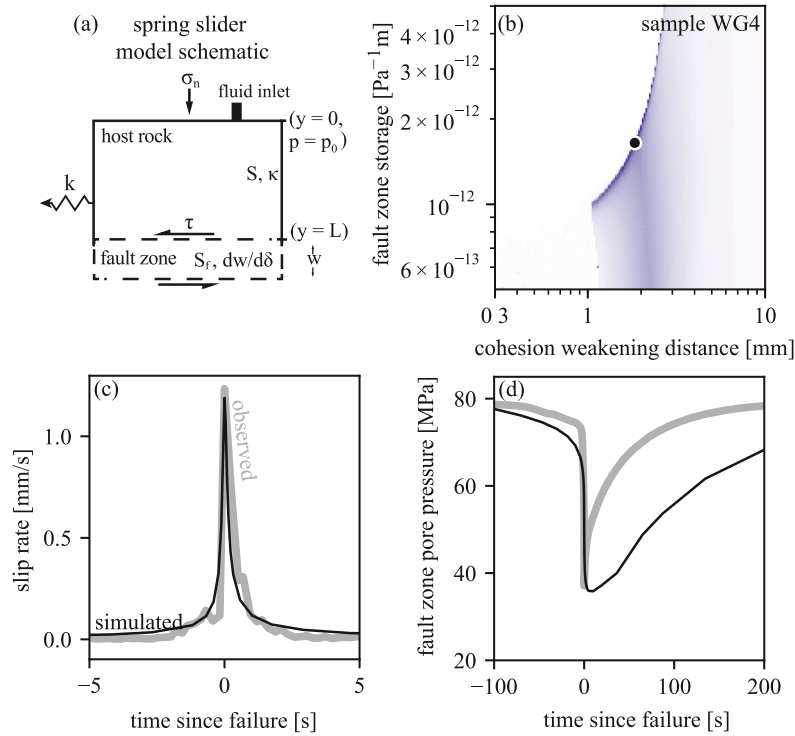 (a)
spring slider
model schematic
σn
fluid inlet
(y = 0,
p = p0)
host rock
S, κ
k
τ
(y = L)
fault zone
Sf, dw/dδ
w
(b)
sample WG4
4 × 10⁻¹²
3 × 10⁻¹²
2 × 10⁻¹²
10⁻¹²
6 × 10⁻¹³
fault zone storage [Pa⁻¹m]
0 3
1
10
cohesion weakening distance [mm]
(c)
observed
simulated
1.0
0.5
0.0
slip rate [mm/s]
−5
0
5
time since failure [s]
(d)
80
60
40
20
fault zone pore pressure [MPa]
−100
0
100
200
time since failure [s]